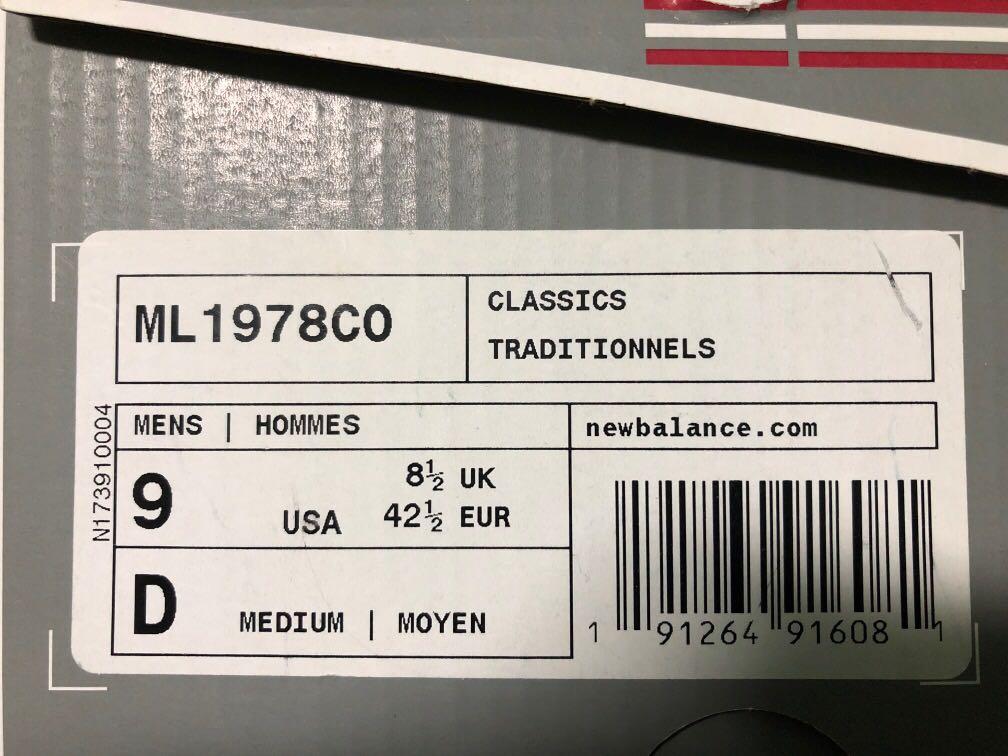 ML1978CO
CLASSICS
TRADITIONNELS
N173910004
MENS | HOMMES
newbalance.com
9 USA 8½ UK
42½ EUR
D MEDIUM | MOYEN
1 91264 91608 1